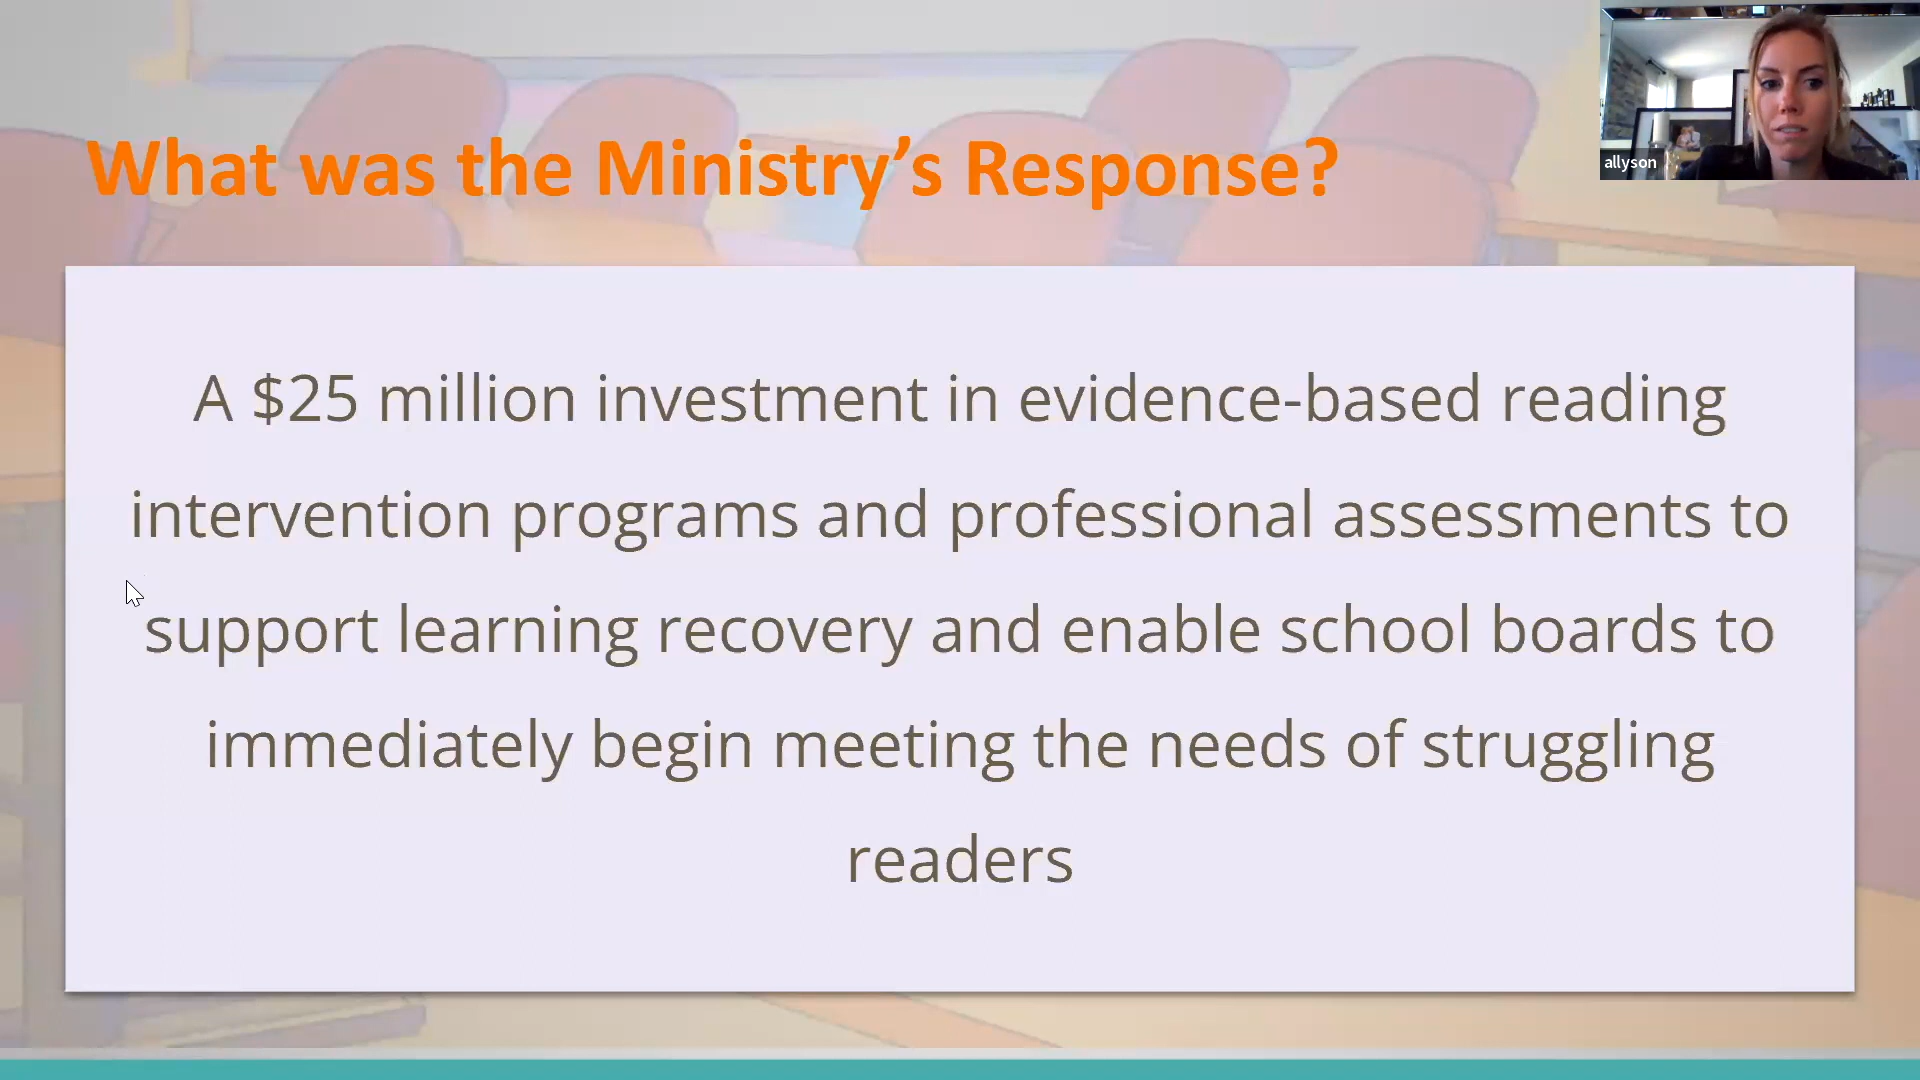 What was the Ministry’s Response?
allyson
A $25 million investment in evidence-based reading
intervention programs and professional assessments to
support learning recovery and enable school boards to
immediately begin meeting the needs of struggling
readers